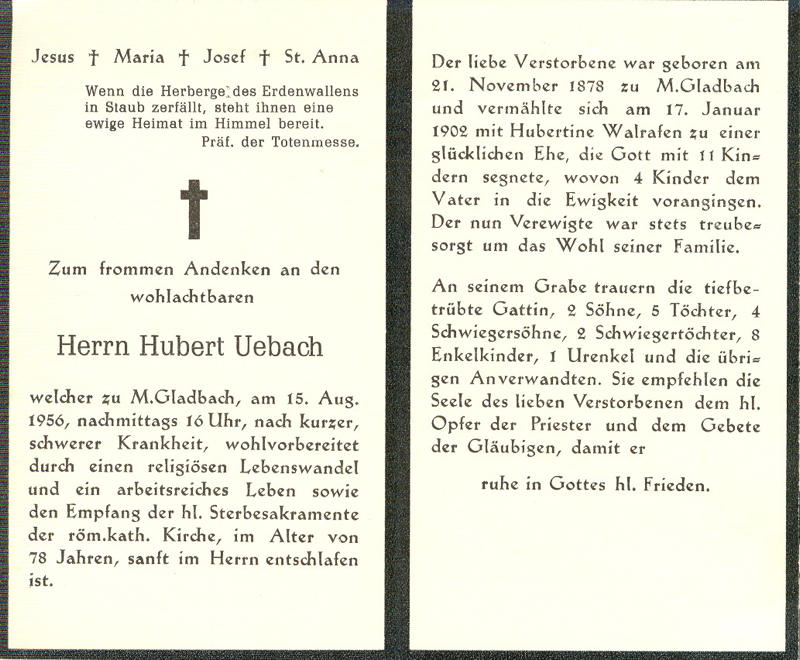 Jesus † Maria † Josef † St. Anna
Wenn die Herberge des Erdenwallens
in Staub zerfällt, steht ihnen eine
ewige Heimat im Himmel bereit.
Präf. der Totenmesse.
Zum frommen Andenken an den
wohlachtbaren
Herrn Hubert Uebach
welcher zu M.Gladbach, am 15. Aug.
1956, nachmittags 16 Uhr, nach kurzer,
schwerer Krankheit, wohlvorbereitet
durch einen religiösen Lebenswandel
und ein arbeitsreiches Leben sowie
den Empfang der hl. Sterbesakramente
der röm.kath. Kirche, im Alter von
78 Jahren, sanft im Herrn entschlafen
ist.
Der liebe Verstorbene war geboren am
21. November 1878 zu M.Gladbach
und vermählte sich am 17. Januar
1902 mit Hubertine Walrafen zu einer
glücklichen Ehe, die Gott mit 11 Kin=
dern segnete, wovon 4 Kinder dem
Vater in die Ewigkeit vorangingen.
Der nun Verewigte war stets treube=
sorgt um das Wohl seiner Familie.
An seinem Grabe trauern die tiefbe-
trübte Gattin, 2 Söhne, 5 Töchter, 4
Schwiegersöhne, 2 Schwiegertöchter, 8
Enkelkinder, 1 Urenkel und die übri=
gen Anverwandten. Sie empfehlen die
Seele des lieben Verstorbenen dem hl.
Opfer der Priester und dem Gebete
der Gläubigen, damit er
ruhe in Gottes hl. Frieden.